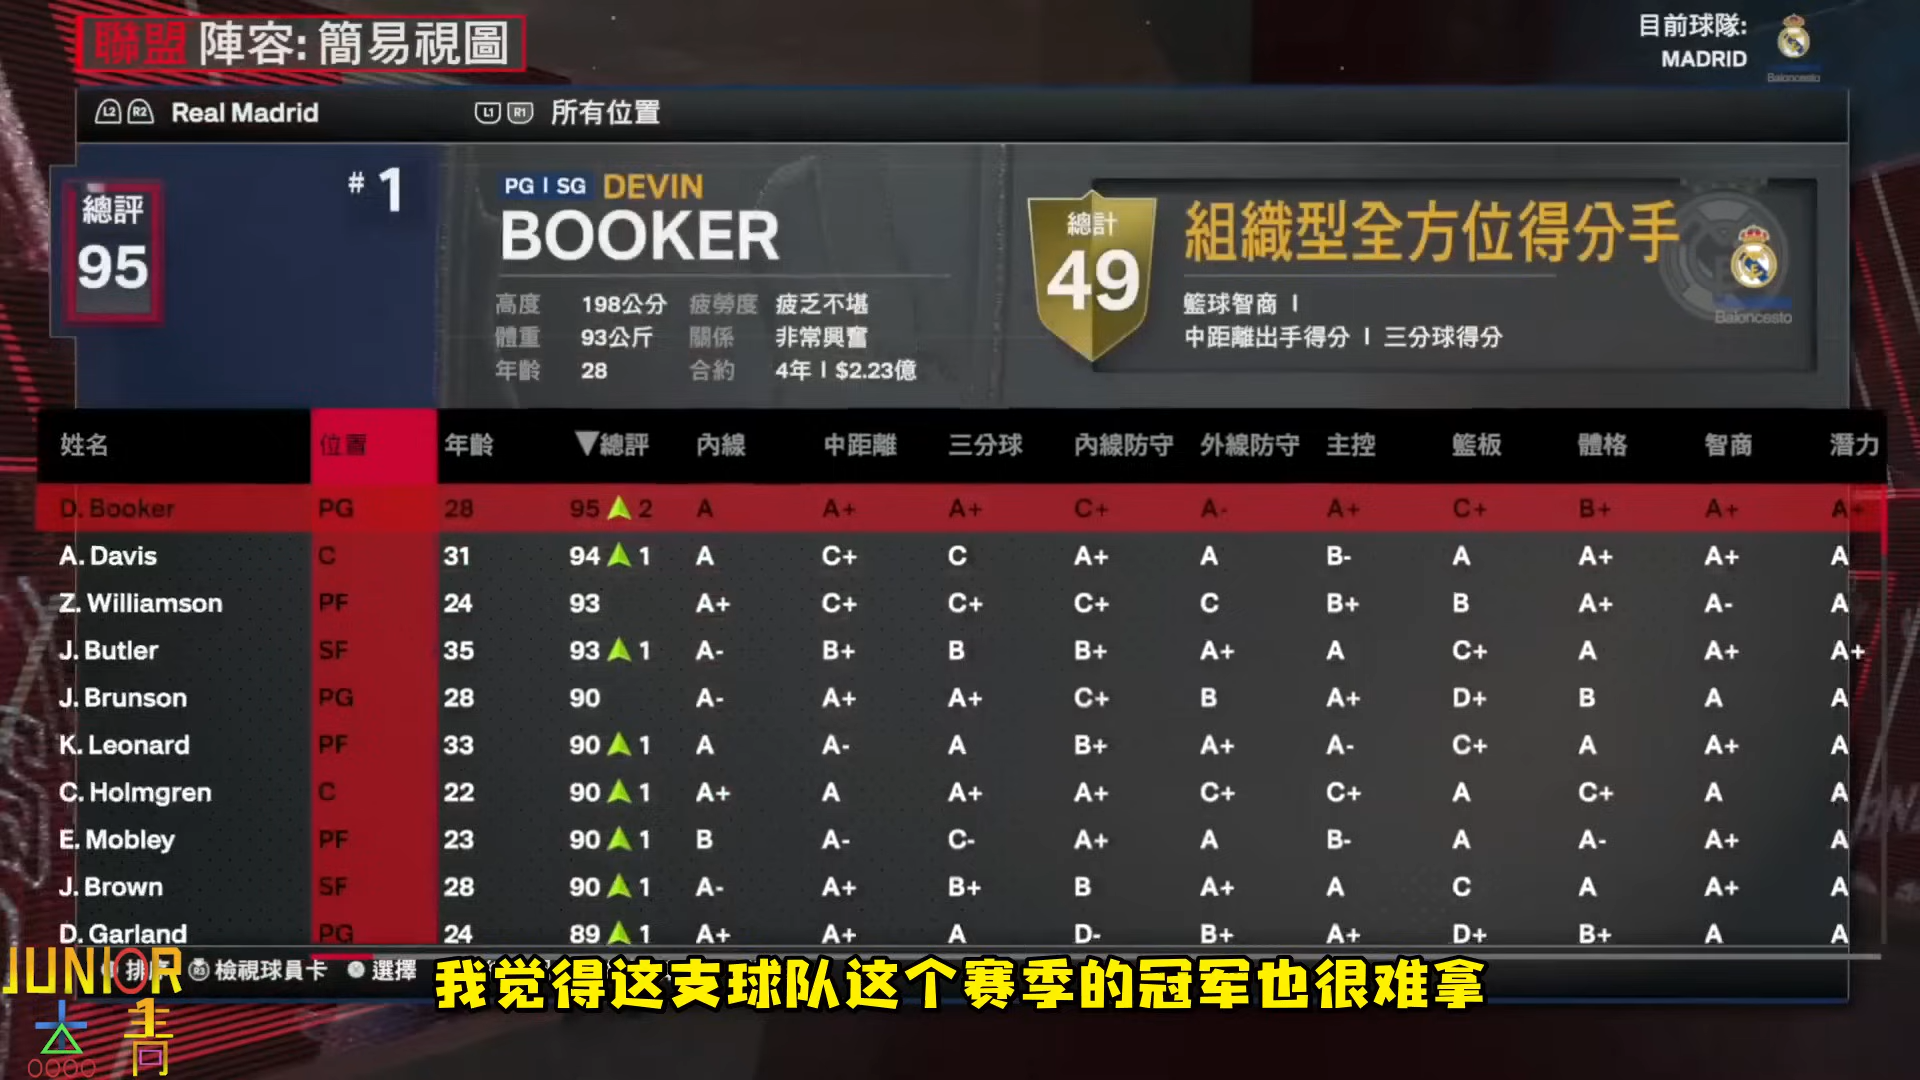 聯盟 陣容: 簡易視圖
目前球隊:
MADRID
Baloncesto
L2 R2 Real Madrid L1 R1 所有位置
總評
95
# 1
PG | SG DEVIN
BOOKER
高度 198公分 疲勞度 疲乏不堪
體重 93公斤 關係 非常興奮
年齡 28 合約 4年 | $2.23億
總計
49
組織型全方位得分手
籃球智商 |
中距離出手得分 | 三分球得分
Baloncesto
姓名 位置 年齡 ▼總評 內線 中距離 三分球 內線防守 外線防守 主控 籃板 體格 智商 潛力
D. Booker PG 28 95 ▲ 2 A A+ A+ C+ A- A+ C+ B+ A+ A+
A. Davis C 31 94 ▲ 1 A C+ C A+ A B- A A+ A+ A
Z. Williamson PF 24 93 A+ C+ C+ C+ C B+ B A+ A- A
J. Butler SF 35 93 ▲ 1 A- B+ B B+ A+ A C+ A A+ A+
J. Brunson PG 28 90 A- A+ A+ C+ B A+ D+ B A A
K. Leonard PF 33 90 ▲ 1 A A- A B+ A+ A- C+ A A+ A
C. Holmgren C 22 90 ▲ 1 A+ A A+ A+ C+ C+ A C+ A A
E. Mobley PF 23 90 ▲ 1 B A- C- A+ A B- A A- A+ A
J. Brown SF 28 90 ▲ 1 A- A+ B+ B A+ A C A A+ A
D. Garland PG 24 89 ▲ 1 A+ A+ A D- B+ A+ D+ B+ A A
JUNIOR
排序 R3 檢視球員卡 選擇
我觉得这支球队这个赛季的冠军也很难拿